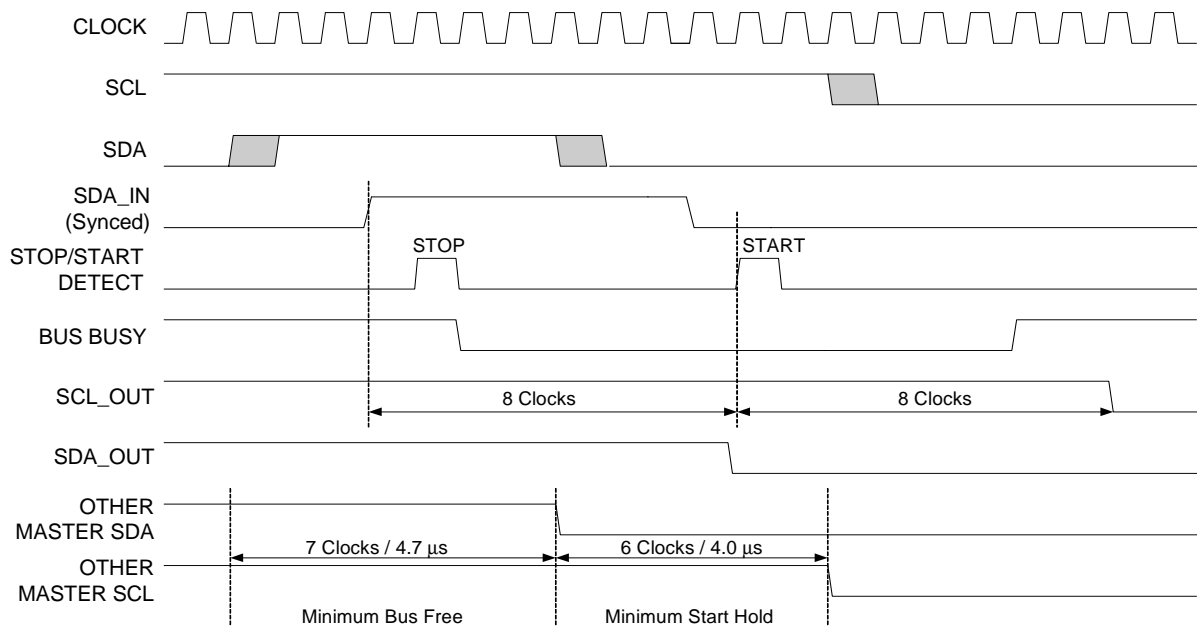 CLOCK
SCL
SDA
SDA_IN
(Synced)
STOP/START
DETECT
STOP
START
BUS BUSY
SCL_OUT
8 Clocks
8 Clocks
SDA_OUT
OTHER
MASTER SDA
7 Clocks / 4.7 μs
6 Clocks / 4.0 μs
OTHER
MASTER SCL
Minimum Bus Free
Minimum Start Hold